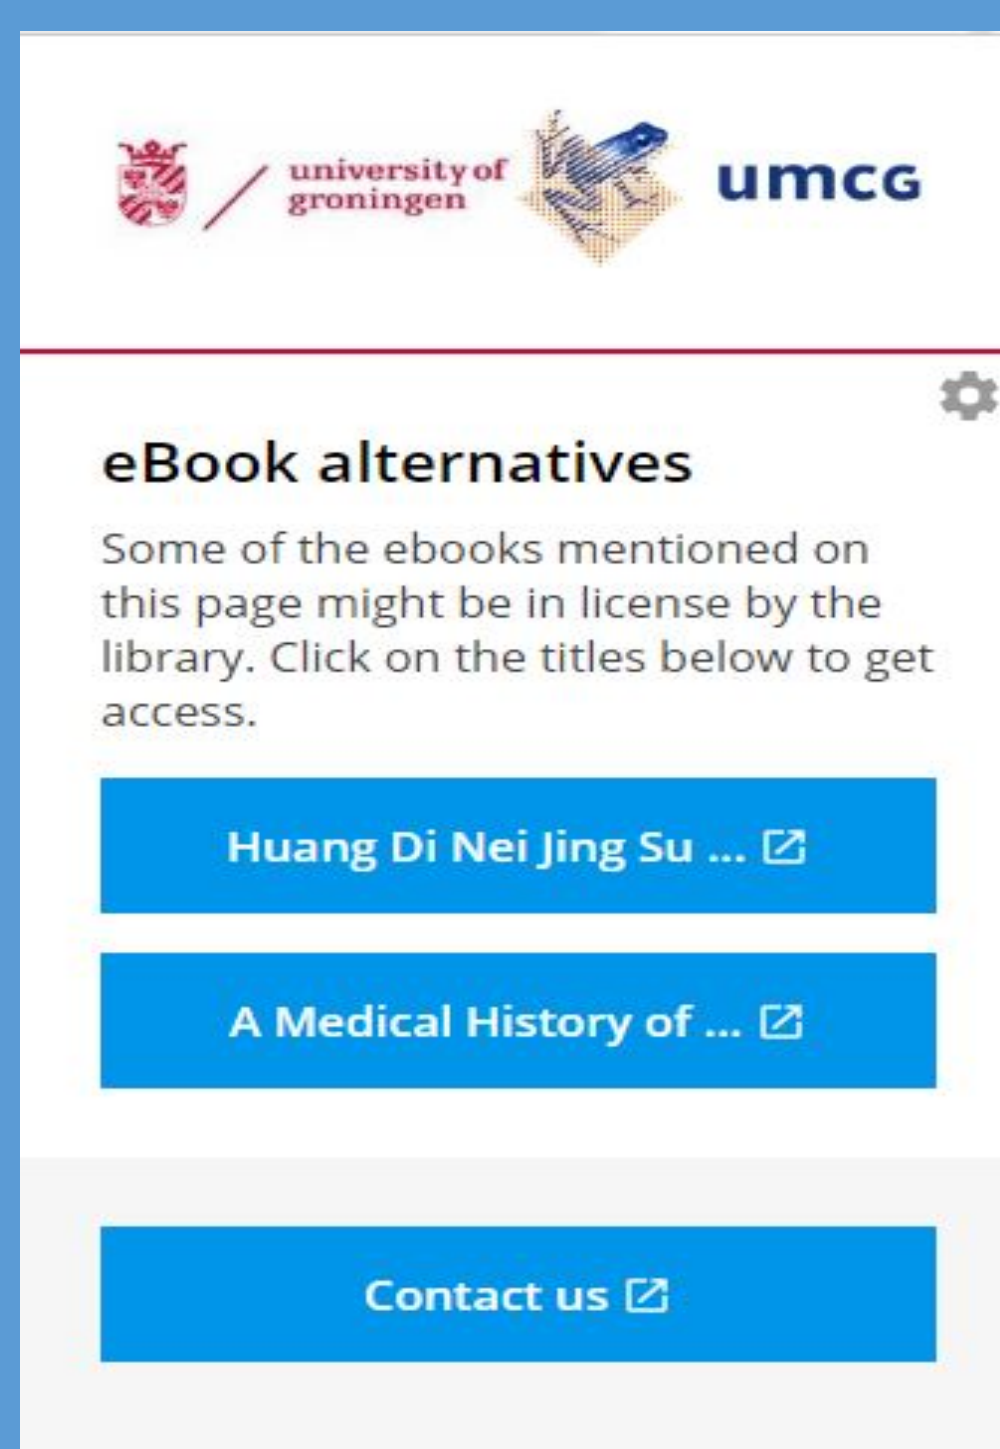 university of
groningen
umcg
eBook alternatives
Some of the ebooks mentioned on
this page might be in license by the
library. Click on the titles below to get
access.
Huang Di Nei Jing Su ...
A Medical History of ...
Contact us